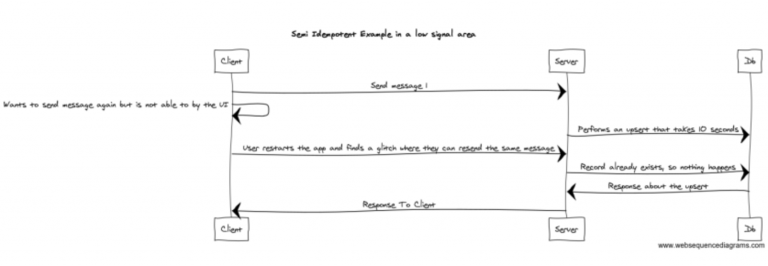 Semi Idempotent Example in a low signal area
Client
Server
Db
Send message 1
Wants to send message again but is not able to by the UI
Performs an upsert that takes 10 seconds
User restarts the app and finds a glitch where they can resend the same message
Record already exists, so nothing happens
Response about the upsert
Response To Client
Client
Server
Db
www.websequencediagrams.com